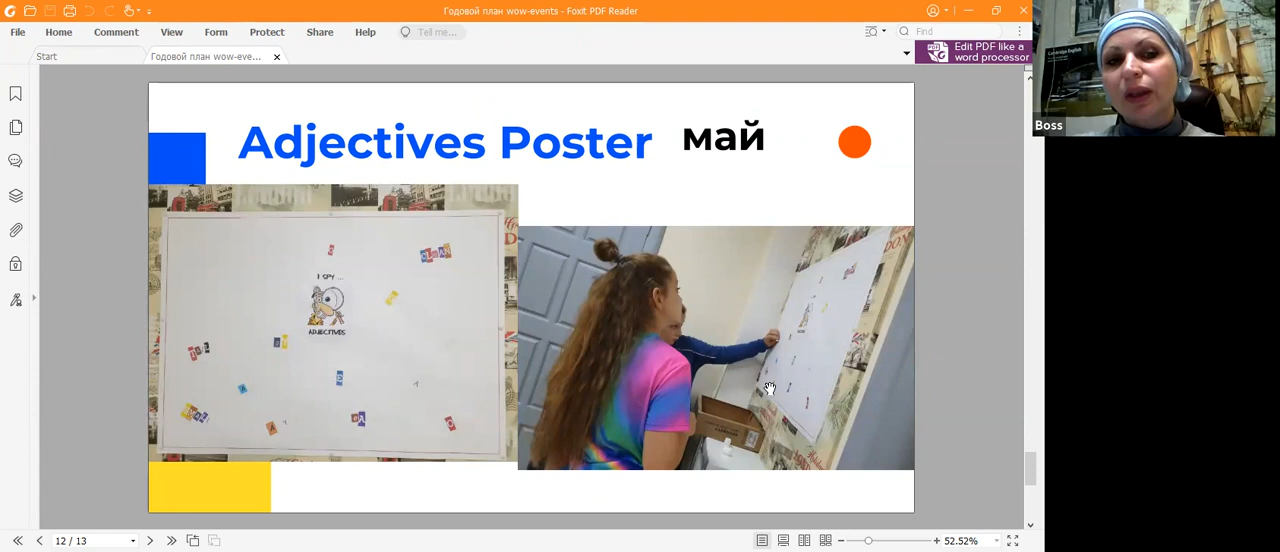 Годовой план wow-events - Foxit PDF Reader
File Home Comment View Form Protect Share Help Tell me... Find
Start Годовой план wow-eve...
Edit PDF like a
word processor
Boss
Adjectives Poster май
CLEAN
I SPY ...
ADJECTIVES
12 / 13
52.52%